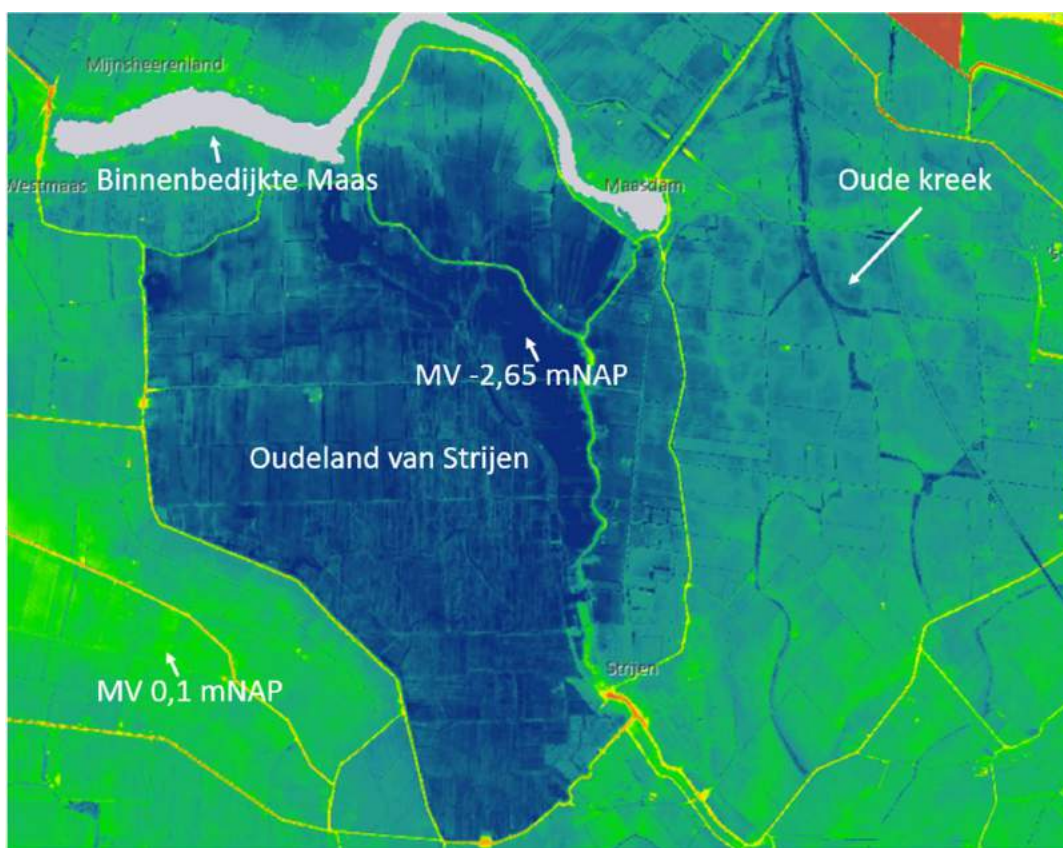 Mijnsheerenland
Binnenbedijkte Maas
Westmaas
Maasdam
Oude kreek
MV -2,65 mNAP
Oudeland van Strijen
Strijen
MV 0,1 mNAP